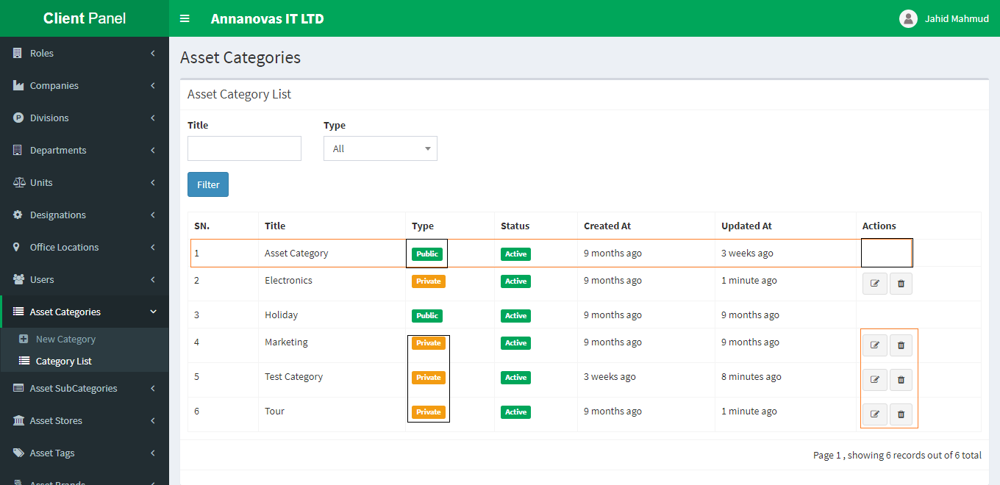 Client Panel
Annanovas IT LTD
Jahid Mahmud
Roles
Companies
Divisions
Departments
Units
Designations
Office Locations
Users
Asset Categories
New Category
Category List
Asset SubCategories
Asset Stores
Asset Tags
Asset Brands
Asset Categories
Asset Category List
Title Type
All
Filter
SN. Title Type Status Created At Updated At Actions
1 Asset Category Public Active 9 months ago 3 weeks ago
2 Electronics Private Active 9 months ago 1 minute ago
3 Holiday Public Active 9 months ago 9 months ago
4 Marketing Private Active 9 months ago 9 months ago
5 Test Category Private Active 3 weeks ago 8 minutes ago
6 Tour Private Active 9 months ago 1 minute ago
Page 1 , showing 6 records out of 6 total